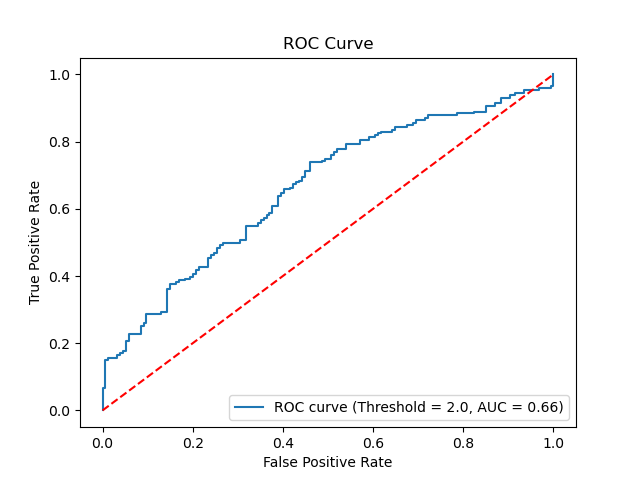 ROC Curve
True Positive Rate
1.0
0.8
0.6
0.4
0.2
0.0
ROC curve (Threshold = 2.0, AUC = 0.66)
0.0 0.2 0.4 0.6 0.8 1.0
False Positive Rate